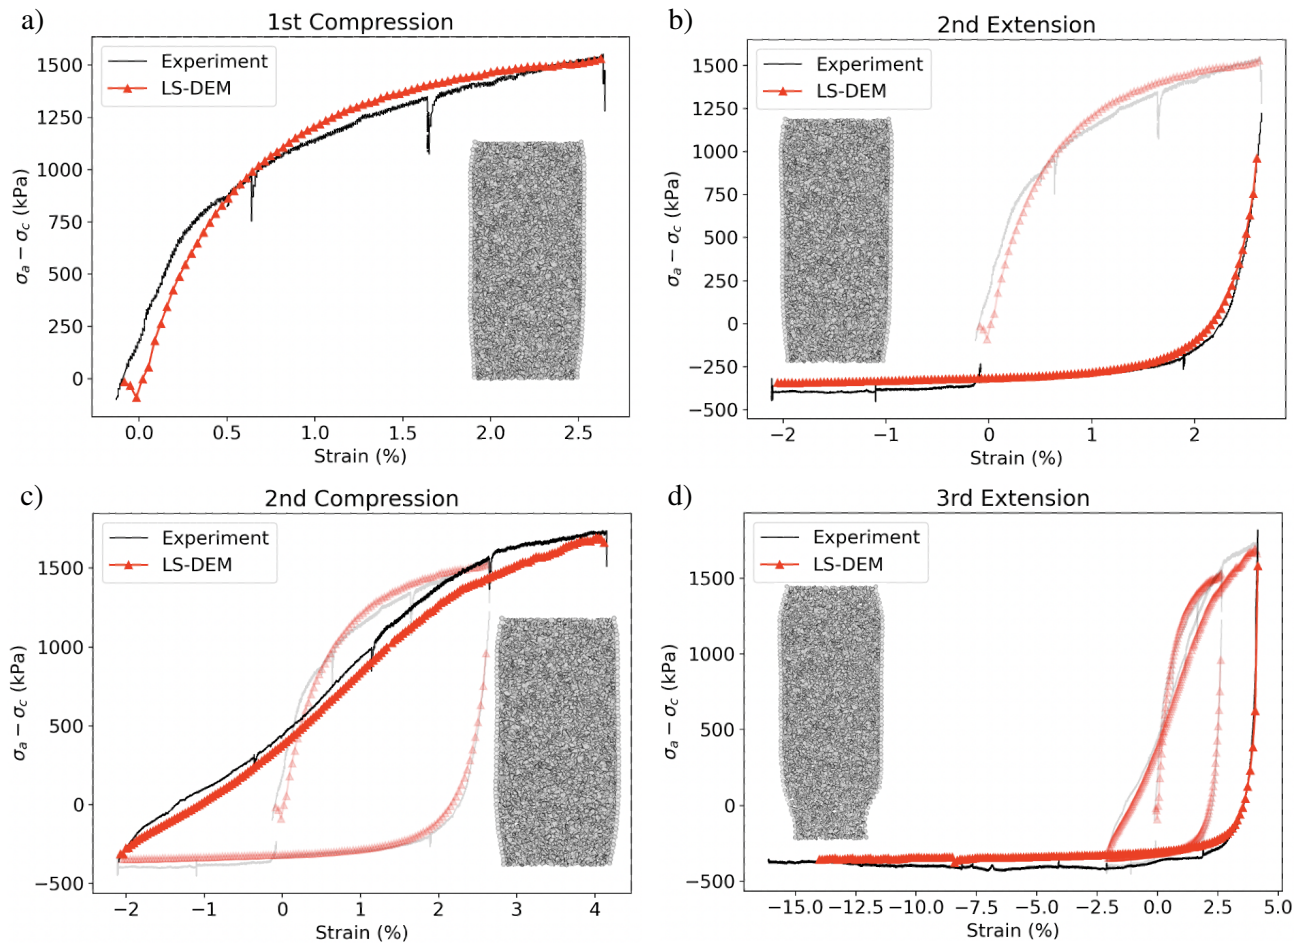 a)
1st Compression
Experiment
LS-DEM
1500
1250
1000
750
500
250
0
σa − σc (kPa)
0.0 0.5 1.0 1.5 2.0 2.5
Strain (%)
b)
2nd Extension
Experiment
LS-DEM
1500
1250
1000
750
500
250
0
−250
−500
σa − σc (kPa)
−2 −1 0 1 2
Strain (%)
c)
2nd Compression
Experiment
LS-DEM
1500
1000
500
0
−500
σa − σc (kPa)
−2 −1 0 1 2 3 4
Strain (%)
d)
3rd Extension
Experiment
LS-DEM
1500
1000
500
0
−500
σa − σc (kPa)
−15.0 −12.5 −10.0 −7.5 −5.0 −2.5 0.0 2.5 5.0
Strain (%)